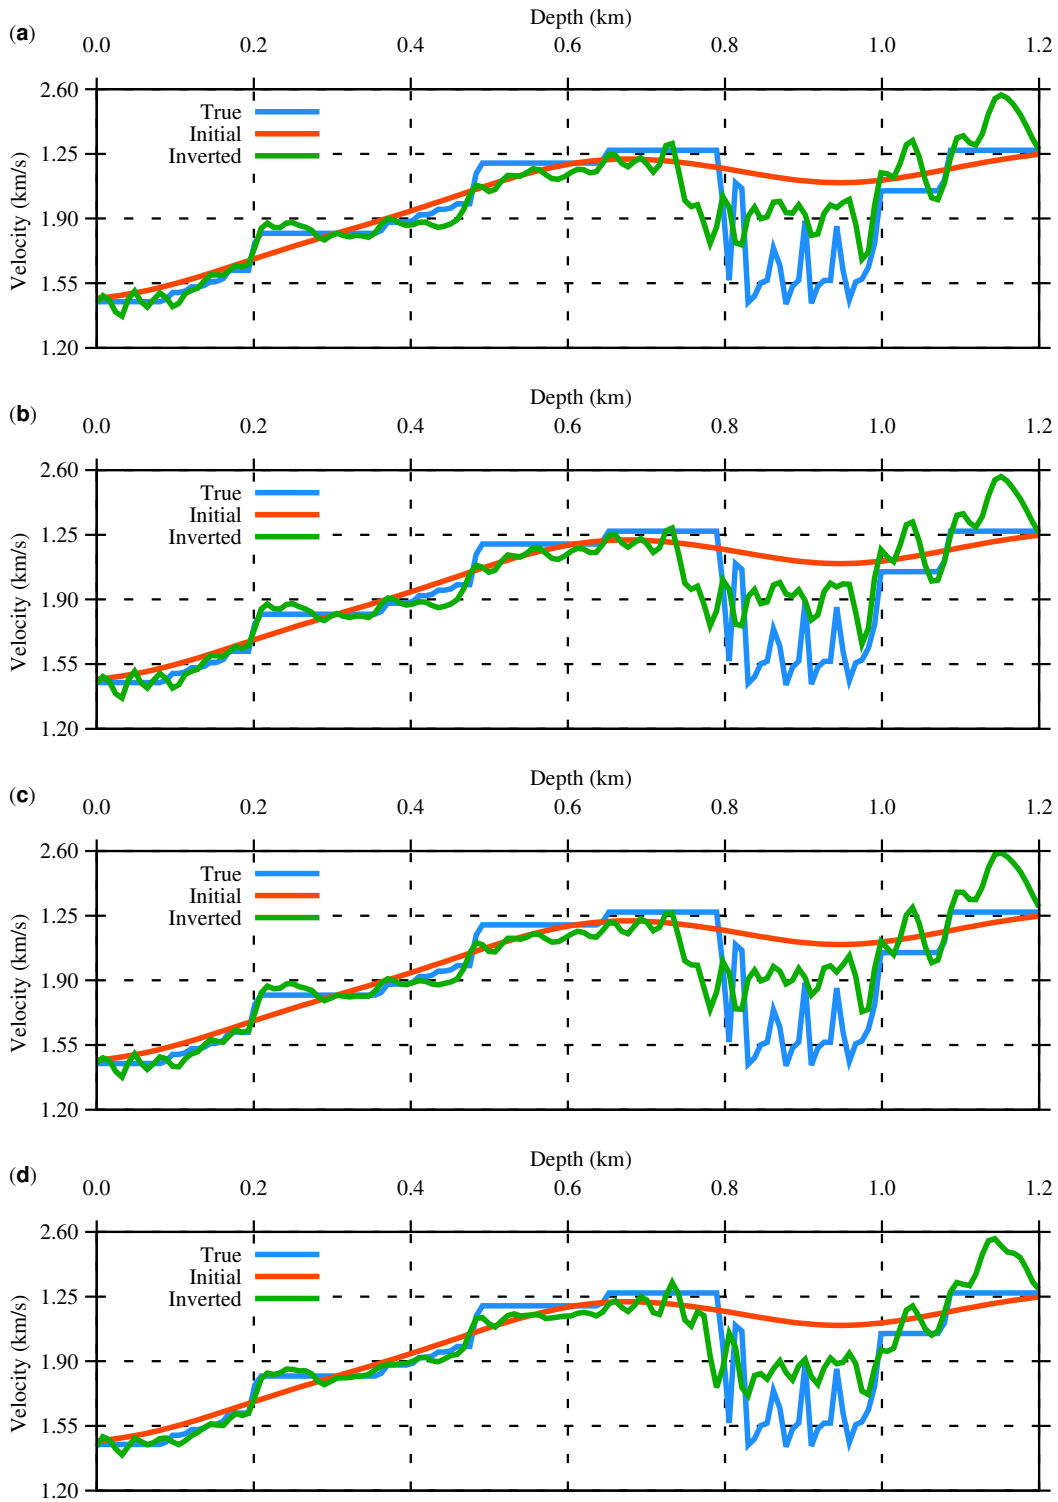 (a)
Depth (km)
0.0 0.2 0.4 0.6 0.8 1.0 1.2
2.60
1.25
1.90
1.55
1.20
Velocity (km/s)
True
Initial
Inverted
(b)
Depth (km)
0.0 0.2 0.4 0.6 0.8 1.0 1.2
2.60
1.25
1.90
1.55
1.20
Velocity (km/s)
True
Initial
Inverted
(c)
Depth (km)
0.0 0.2 0.4 0.6 0.8 1.0 1.2
2.60
1.25
1.90
1.55
1.20
Velocity (km/s)
True
Initial
Inverted
(d)
Depth (km)
0.0 0.2 0.4 0.6 0.8 1.0 1.2
2.60
1.25
1.90
1.55
1.20
Velocity (km/s)
True
Initial
Inverted